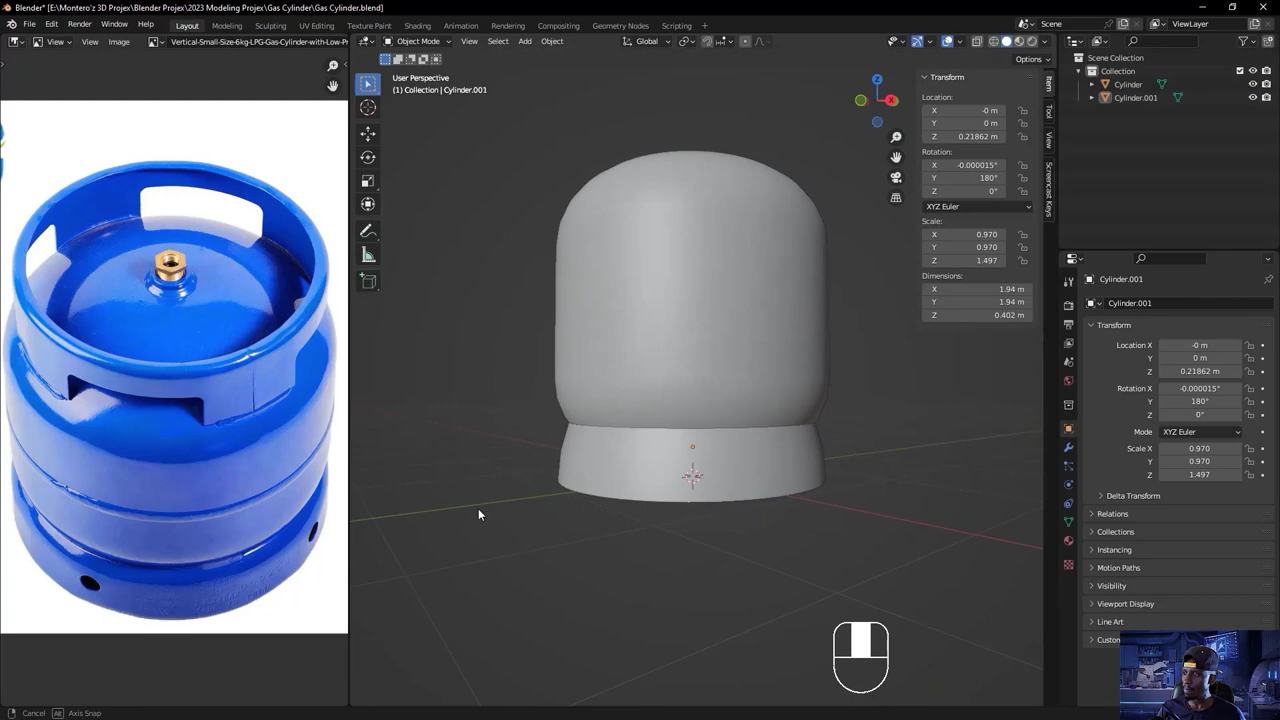 Blender* [E:\Montero'z 3D Projex\Blender Projex\2023 Modeling Projex\Gas Cylinder\Gas Cylinder.blend]
File Edit Render Window Help Layout Modeling Sculpting UV Editing Texture Paint Shading Animation Rendering Compositing Geometry Nodes Scripting Scene ViewLayer
View View Image Vertical-Small-Size-6kg-LPG-Gas-Cylinder-with-Low-Pr Object Mode View Select Add Object Global
Options
User Perspective
(1) Collection | Cylinder.001
Z
X
Transform
Location:
X -0 m
Y 0 m
Z 0.21862 m
Rotation:
X -0.000015°
Y 180°
Z 0°
XYZ Euler
Scale:
X 0.970
Y 0.970
Z 1.497
Dimensions:
X 1.94 m
Y 1.94 m
Z 0.402 m
Item
Tool
View
Screencast Keys
Scene Collection
Collection
Cylinder
Cylinder.001
Cylinder.001
Cylinder.001
Transform
Location X -0 m
Y 0 m
Z 0.21862 m
Rotation X -0.000015°
Y 180°
Z 0°
Mode XYZ Euler
Scale X 0.970
Y 0.970
Z 1.497
Delta Transform
Relations
Collections
Instancing
Motion Paths
Visibility
Viewport Display
Line Art
Custo
Cancel Alt Axis Snap